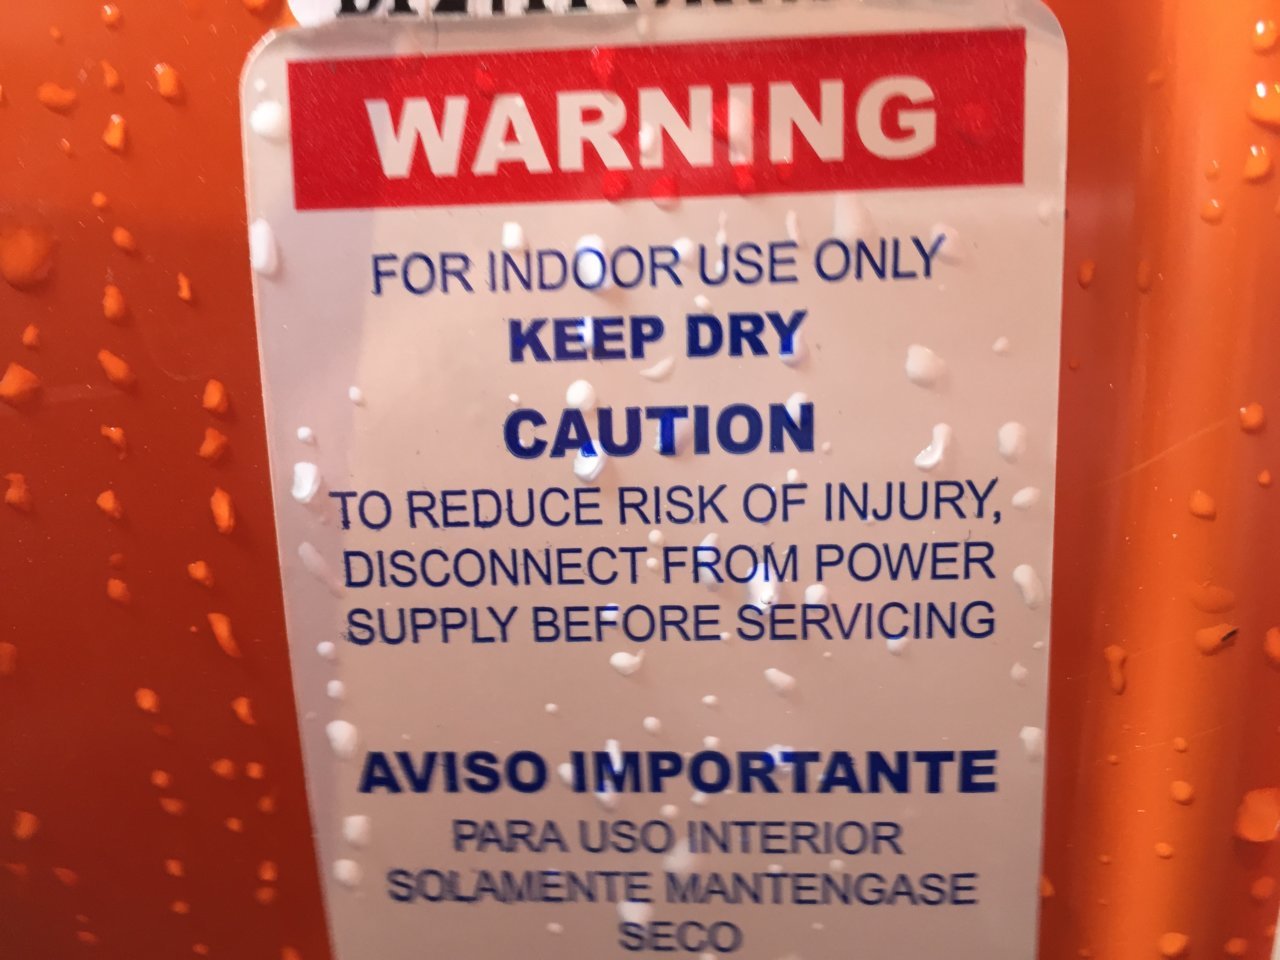 WARNING
FOR INDOOR USE ONLY
KEEP DRY
CAUTION
TO REDUCE RISK OF INJURY,
DISCONNECT FROM POWER
SUPPLY BEFORE SERVICING
AVISO IMPORTANTE
PARA USO INTERIOR
SOLAMENTE MANTENGASE
SECO